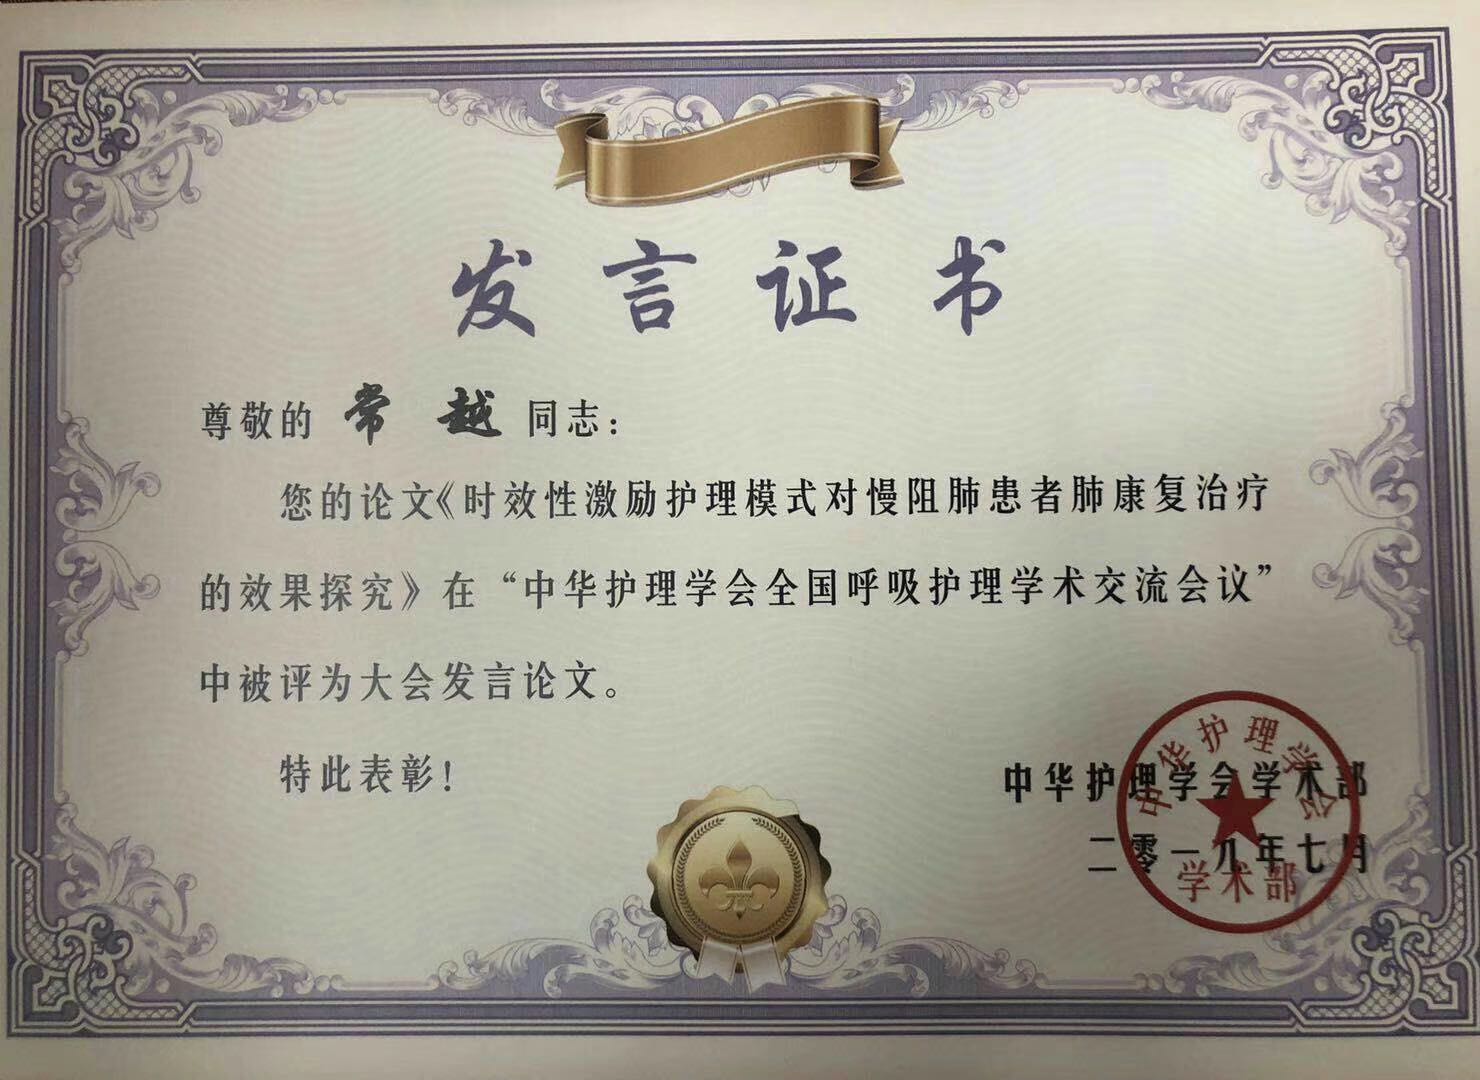 发言证书
尊敬的 常 越 同志：
您的论文《时效性激励护理模式对慢阻肺患者肺康复治疗
的效果探究》在“中华护理学会全国呼吸护理学术交流会议”
中被评为大会发言论文。
特此表彰！
中华护理学会学术部
二零一九年七月
中华护理学会
学术部